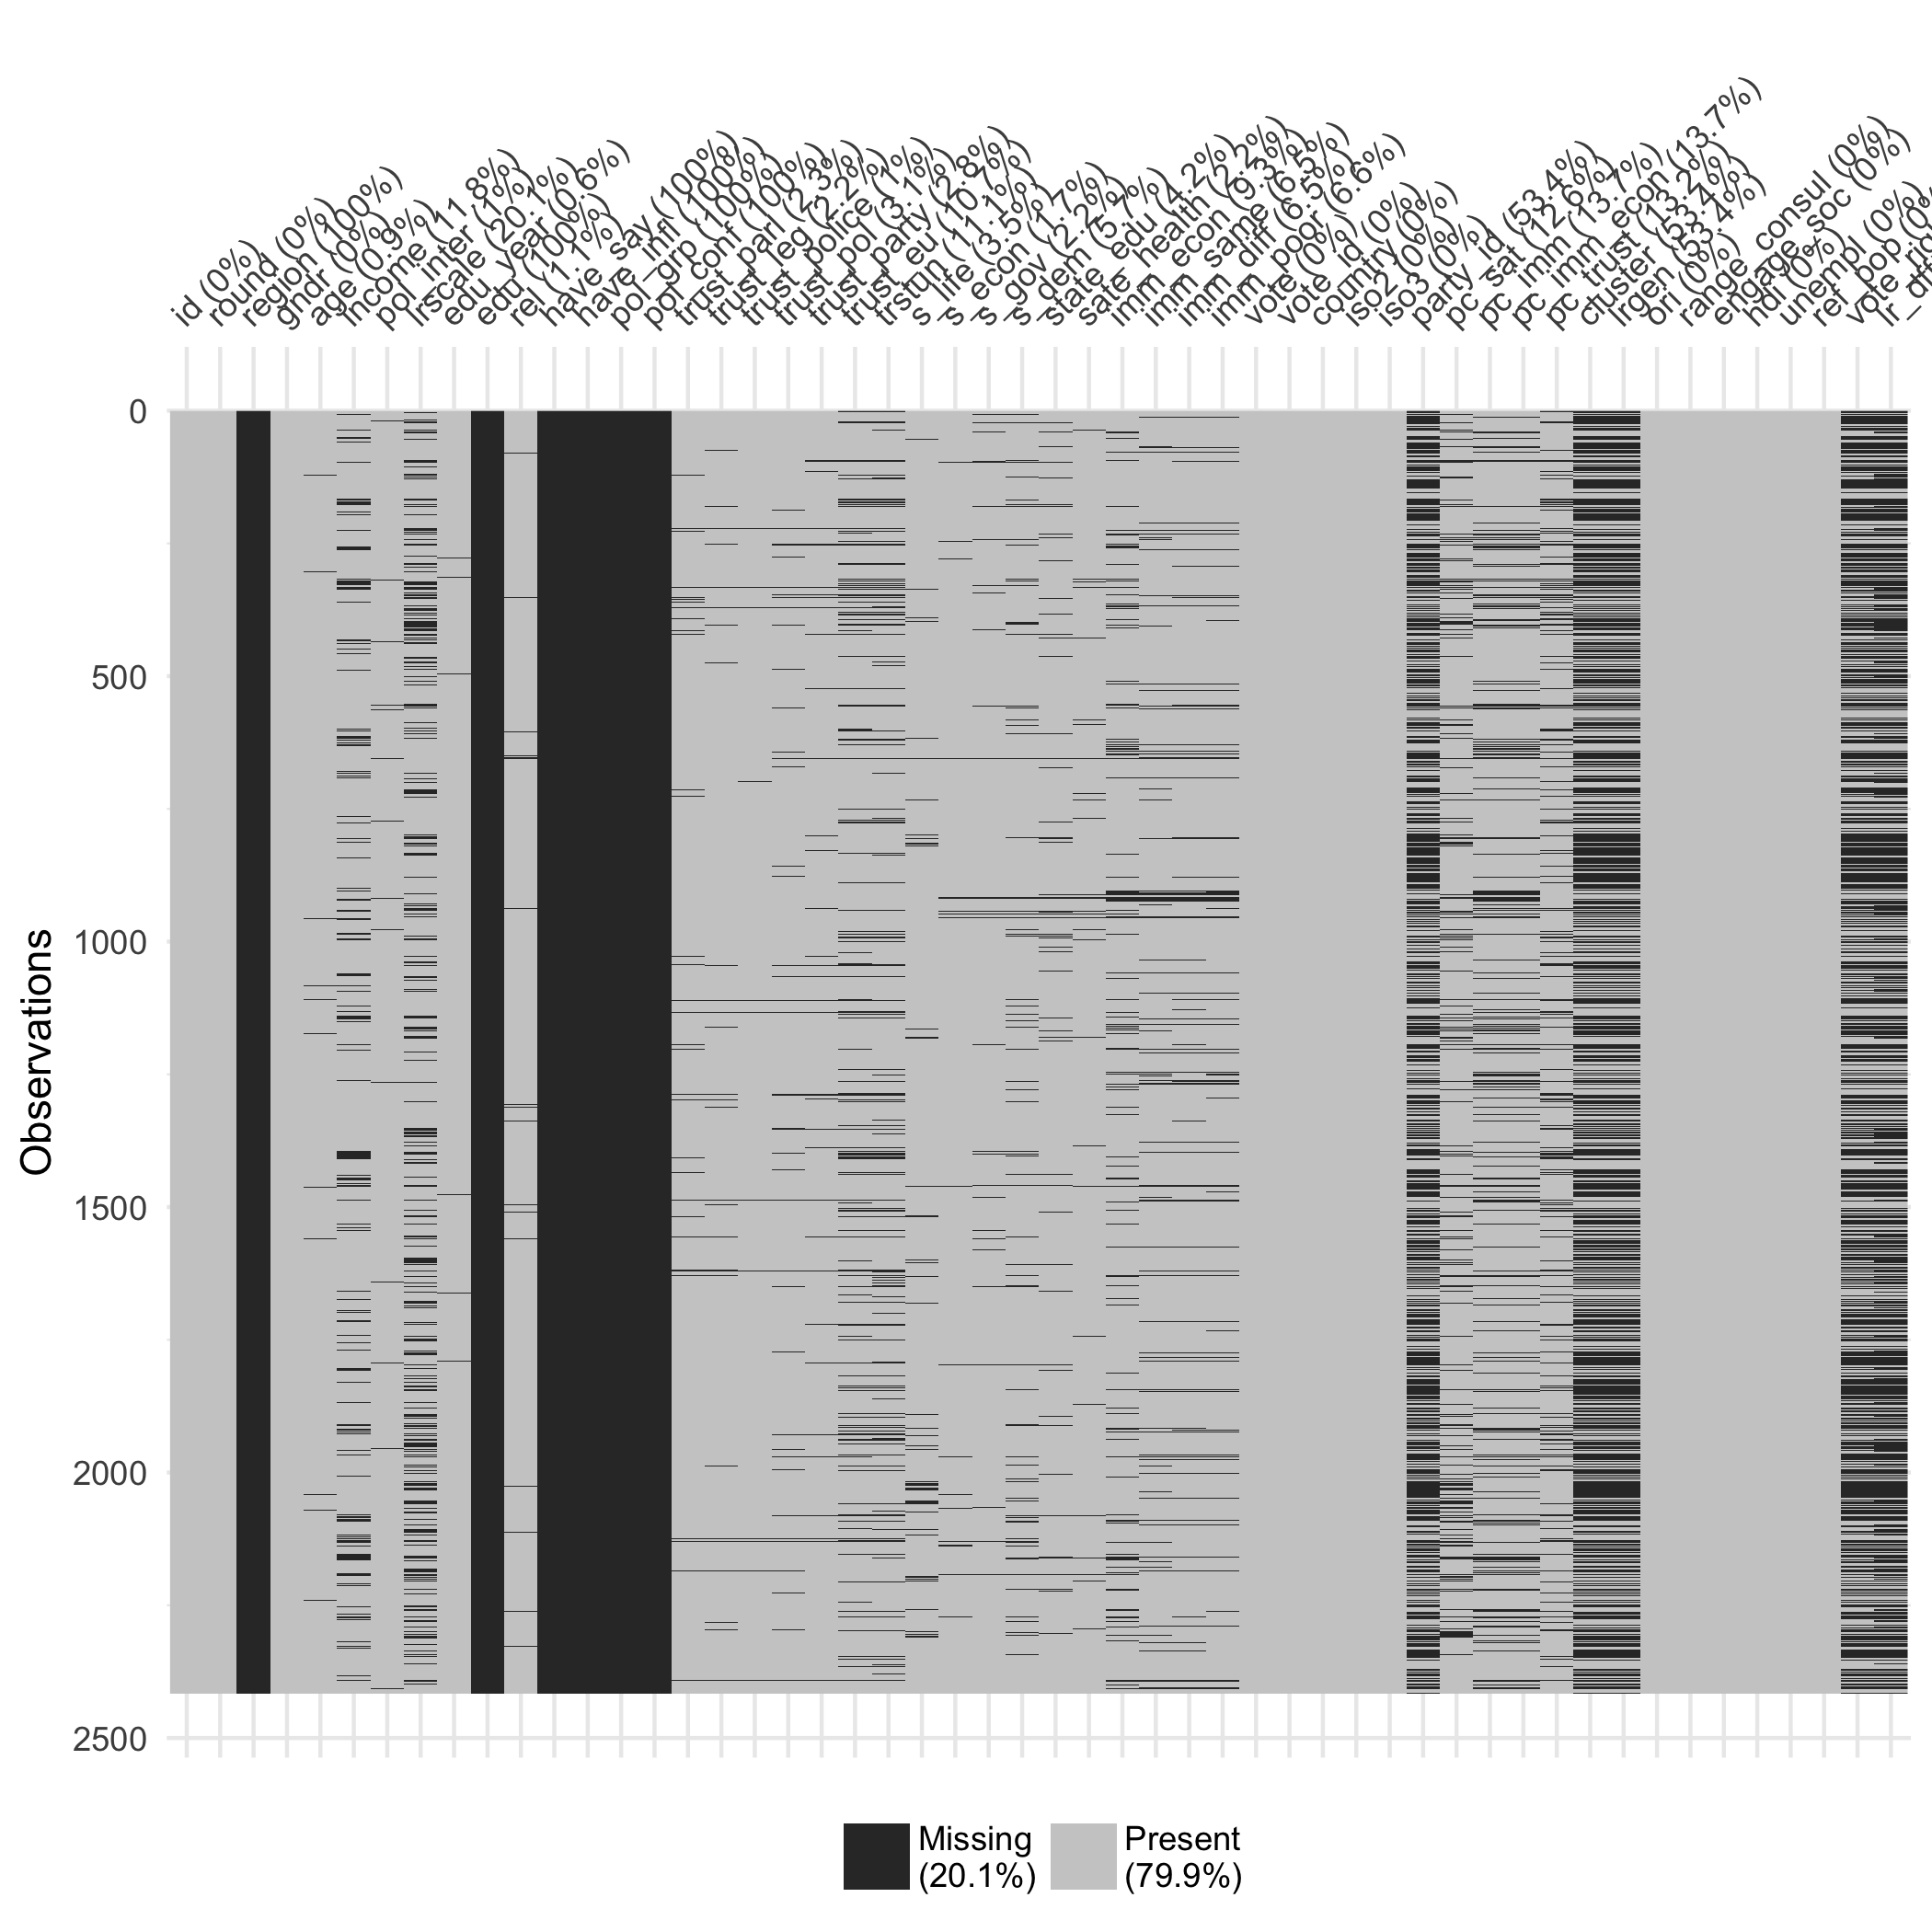 id (0%)
round (0%)
region (100%)
gndr (0%)
age (0.9%)
income (11.8%)
pol_inter (1%)
lrscale (20.1%)
edu_year (0.6%)
edu (100%)
rel (1.1%)
have_say (100%)
have_infl (100%)
pol_grp (100%)
pol_conf (100%)
trust_parl (2.3%)
trust_leg (2.2%)
trust_police (1%)
trust_pol (3.1%)
trust_party (2.8%)
trust_eu (10.7%)
trstun (11.1%)
s_life (3.5%)
s_econ (1.7%)
s_gov (2.2%)
s_dem (5.7%)
state_edu (4.2%)
sate_health (2.2%)
imm_econ (9.3%)
imm_same (6.5%)
imm_diff (6.5%)
imm_poor (6.6%)
vote (0%)
vote_id (0%)
country (0%)
iso2 (0%)
iso3 (0%)
party_id (53.4%)
pc_sat (12.6%)
pc_imm (13.7%)
pc_imm_econ (13.7%)
pc_trust (13.2%)
cluster (53.4%)
lrgen (53.4%)
ori (0%)
range_consul (0%)
engage_soc (0%)
hdi (0%)
unempl (0%)
ref_pop
0
500
1000
1500
2000
2500
Observations
Missing
(20.1%)
Present
(79.9%)